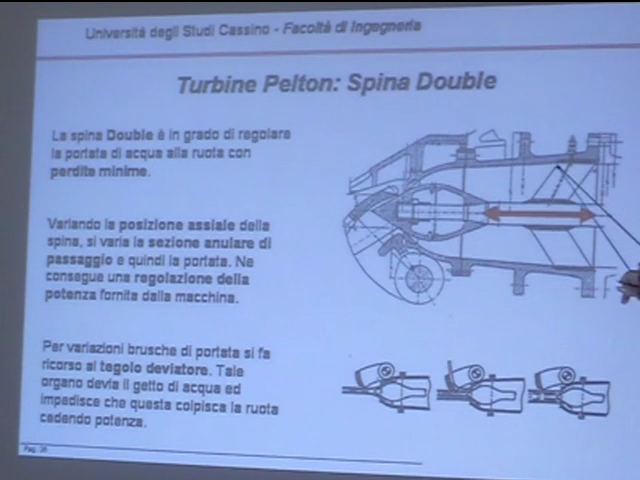 Università degli Studi Cassino - Facoltà di Ingegneria
Turbine Pelton: Spina Double
La spina Double è in grado di regolare
la portata di acqua alla ruota con
perdite minime.
Variando la posizione assiale della
spina, si varia la sezione anulare di
passaggio e quindi la portata. Ne
consegue una regolazione della
potenza fornita dalla macchina.
Per variazioni brusche di portata si fa
ricorso al tegolo deviatore. Tale
organo devia il getto di acqua ed
impedisce che questa colpisca la ruota
cedendo potenza.